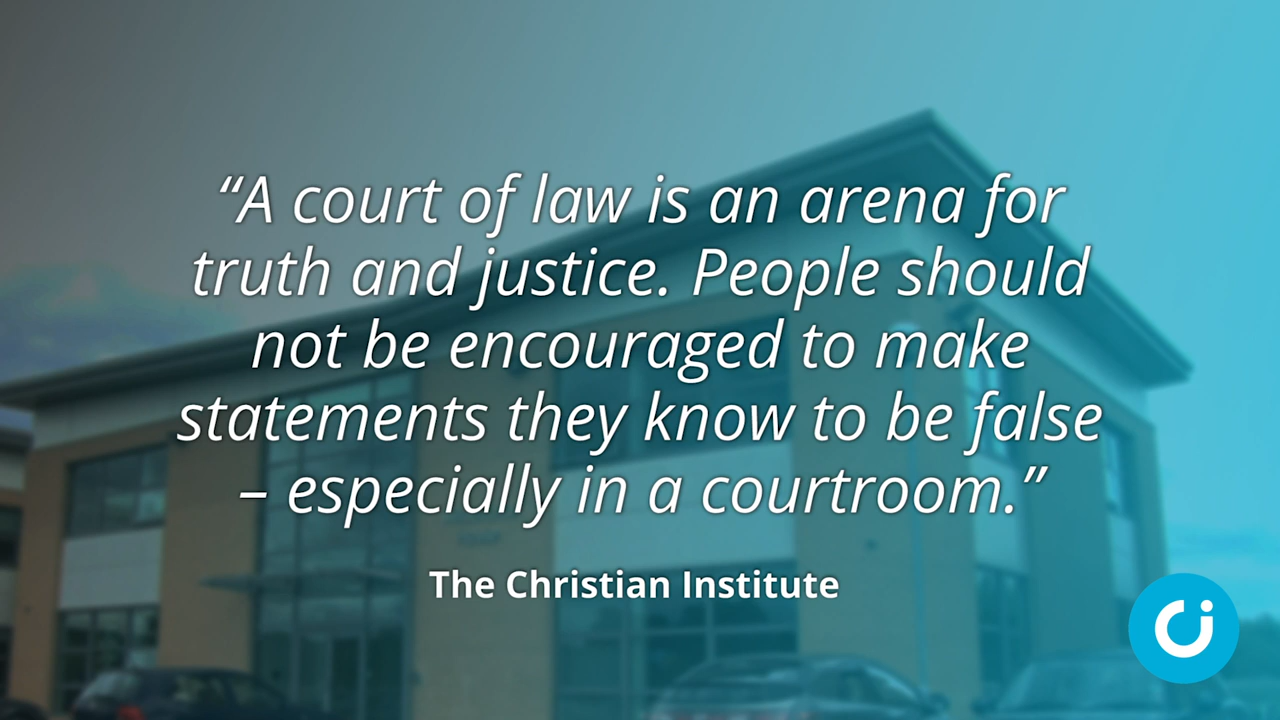 “A court of law is an arena for
truth and justice. People should
not be encouraged to make
statements they know to be false
– especially in a courtroom.”
The Christian Institute